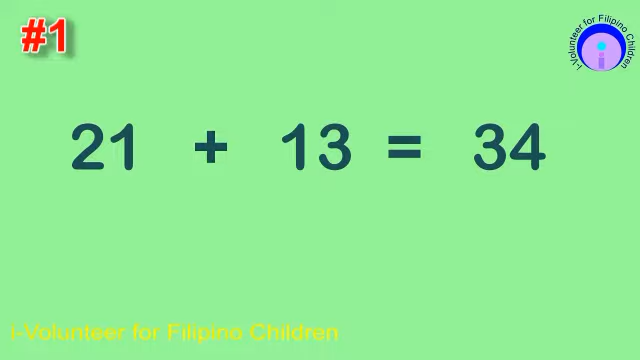 #1
i-Volunteer for Filipino Children
21 + 13 = 34
i-Volunteer for Filipino Children